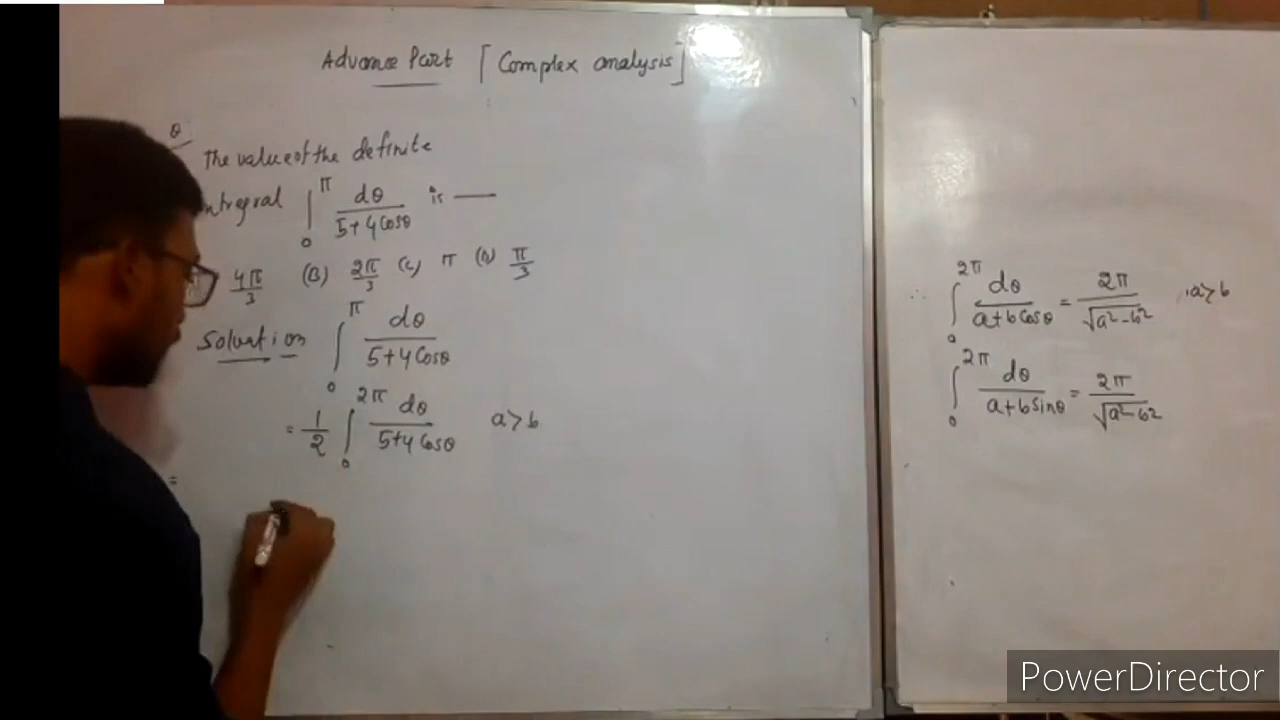 Advance Part [Complex analysis]
Q
The value of the definite
ntegral ∫₀^π dθ/(5+4Cosθ) is —
4π/3 (B) 2π/3 (C) π (D) π/3
Solution ∫₀^π dθ/(5+4Cosθ)
= 1/2 ∫₀^2π dθ/(5+4Cosθ) a>b
=
∴ ∫₀^2π dθ/(a+bCosθ) = 2π/√(a²-b²) , a>b
∫₀^2π dθ/(a+bsinθ) = 2π/√(a²-b²)
PowerDirector